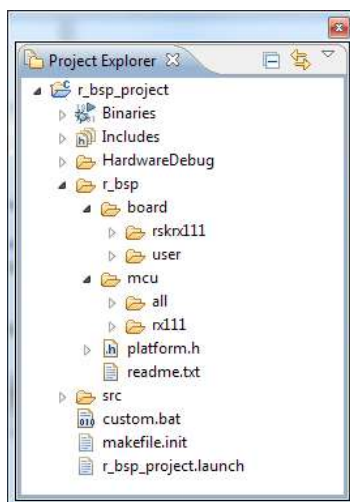 Project Explorer
r_bsp_project
Binaries
Includes
HardwareDebug
r_bsp
board
rskrx111
user
mcu
all
rx111
platform.h
readme.txt
src
custom.bat
makefile.init
r_bsp_project.launch